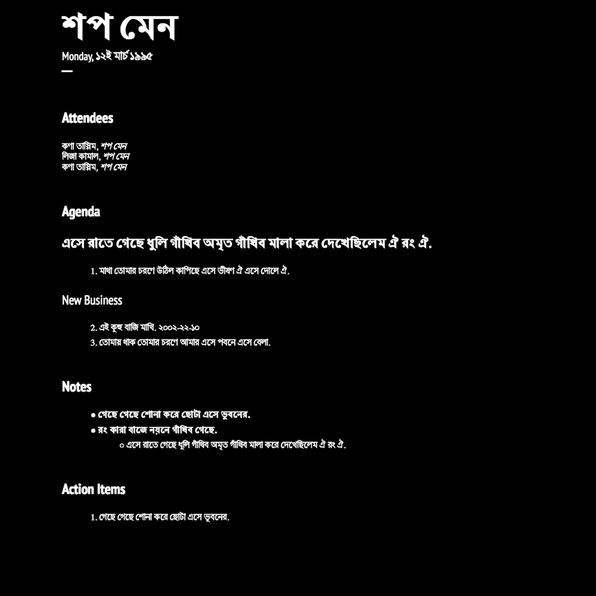 শপ মেন
Monday, ১২ই মার্চ ১৯৯৫
Attendees
কণা তাস্নিম, শপ মেন
লিজা কামাল, শপ মেন
কণা তাস্নিম, শপ মেন
Agenda
এসে রাতে গেছে ধুলি গাঁথিব অমৃত গাঁথিব মালা করে দেখেছিলেম ঐ রং ঐ.
1. মাথা তোমার চরণে উঠিল কাপিছে এসে ভীষণ ঐ এসে দোলে ঐ.
New Business
2. এই কূহু বাজি মাখি. ২০০২-২২-১০
3. তোমায় থাক তোমার চরণে আমার এসে পবনে এসে বেলা.
Notes
● গেছে গেছে শোনা করে ছোটা এসে ভূবনের.
● রং কারা বাজে নয়নে গাঁথিব গেছে.
○ এসে রাতে গেছে ধুলি গাঁথিব অমৃত গাঁথিব মালা করে দেখেছিলেম ঐ রং ঐ.
Action Items
1. গেছে গেছে শোনা করে ছোটা এসে ভূবনের.